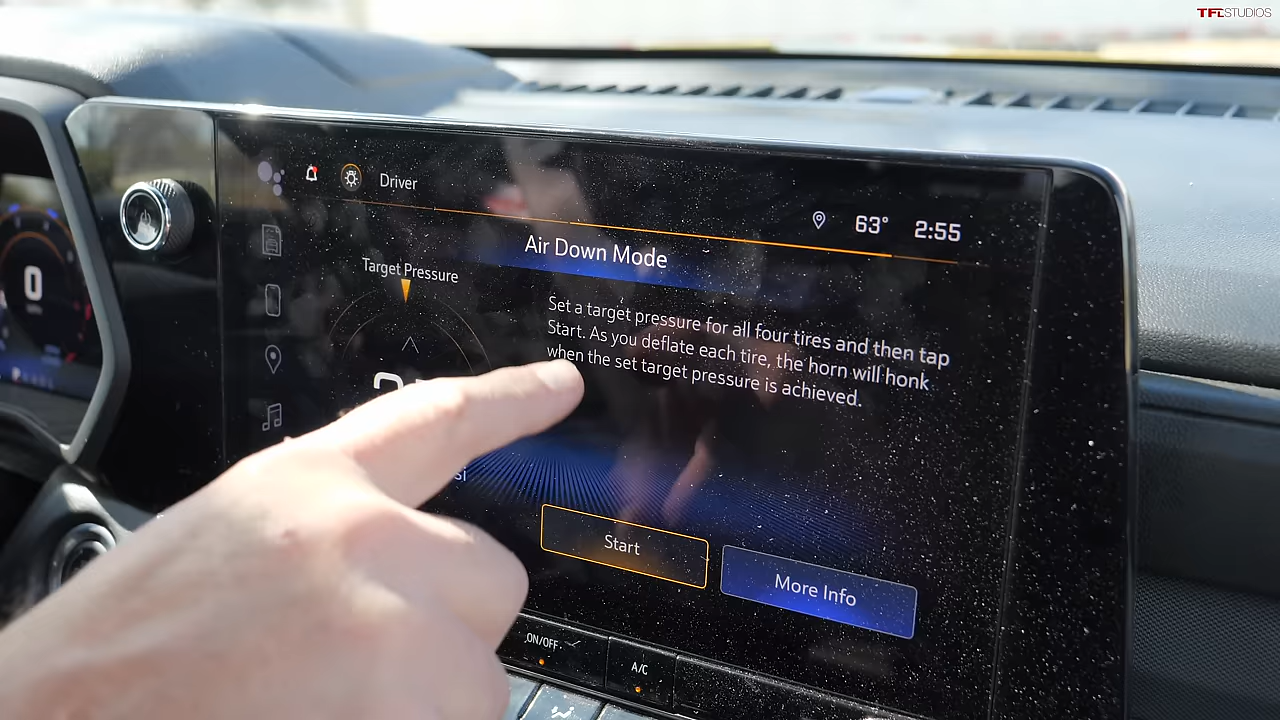 TFLSTUDIOS
Driver
63° 2:55
Air Down Mode
Target Pressure
Set a target pressure for all four tires and then tap
Start. As you deflate each tire, the horn will honk
when the set target pressure is achieved.
0
si
Start
More Info
ON/OFF
A/C